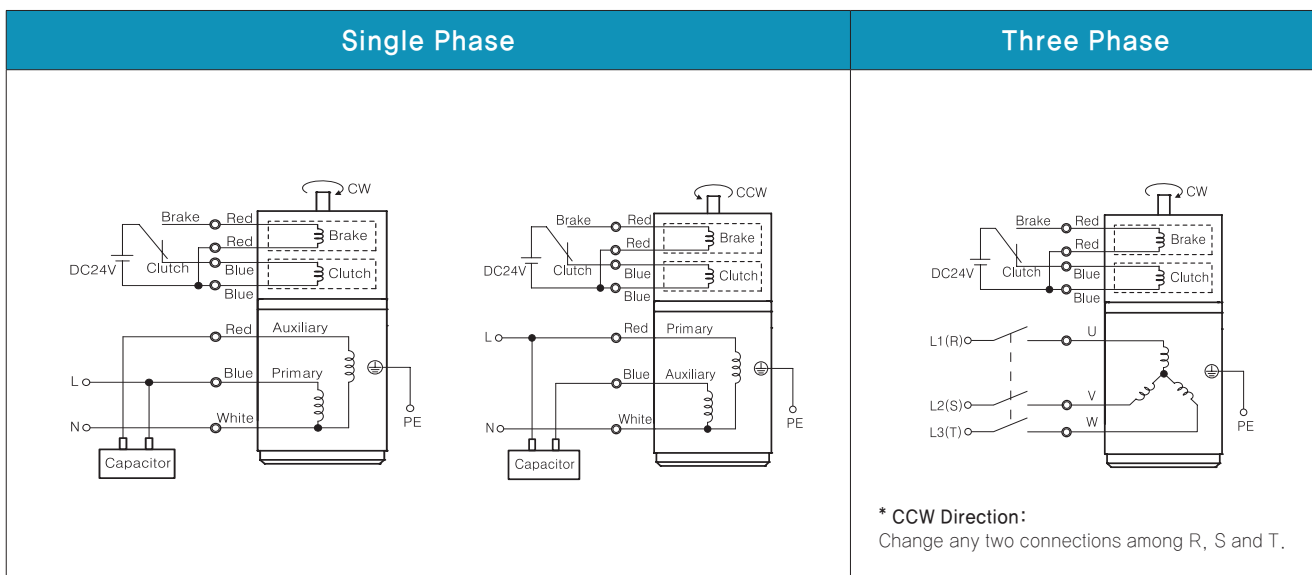 Single Phase
Three Phase
CW
Brake Red
Red
Brake
DC24V
Clutch
Blue
Clutch
Blue
Red Auxiliary
L
Blue Primary
N
White
PE
Capacitor
CCW
Brake Red
Red
Brake
DC24V
Clutch
Blue
Clutch
Blue
L
Red Primary
Blue Auxiliary
N
White
PE
Capacitor
CW
Brake Red
Red
Brake
DC24V
Clutch
Blue
Clutch
Blue
L1(R)
U
L2(S)
V
L3(T)
W
PE
* CCW Direction:
Change any two connections among R, S and T.